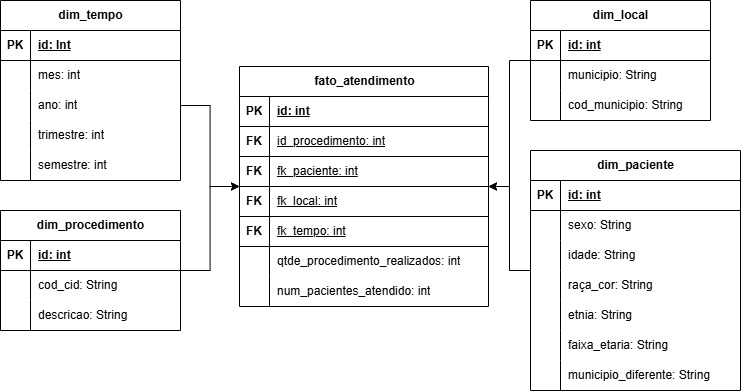 dim_tempo
PK id: Int
mes: int
ano: int
trimestre: int
semestre: int
dim_procedimento
PK id: int
cod_cid: String
descricao: String
fato_atendimento
PK id: int
FK id_procedimento: int
FK fk_paciente: int
FK fk_local: int
FK fk_tempo: int
qtde_procedimento_realizados: int
num_pacientes_atendido: int
dim_local
PK id: int
municipio: String
cod_municipio: String
dim_paciente
PK id: int
sexo: String
idade: String
raça_cor: String
etnia: String
faixa_etaria: String
municipio_diferente: String